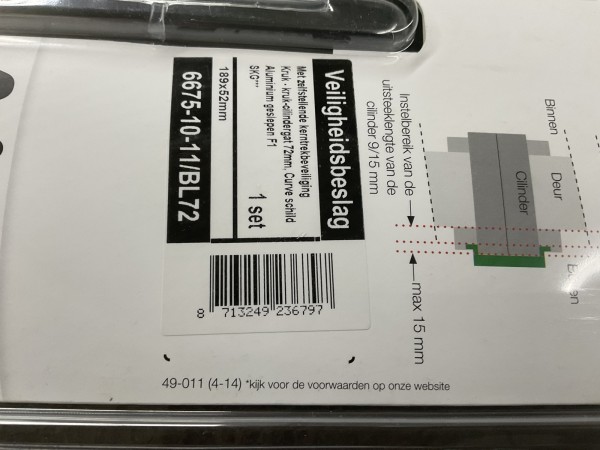 Veiligheidsbeslag
Met zelfstellende kerntrekbeveiliging
Kruk - kruk-cilindergat 72mm, Curve schild
Aluminium geslepen F1
SKG***
1 set
189x52mm
6675-10-11/BL72
8 713249 236797
Instelbereik van de
uitsteeklengte van de
cilinder 9/15 mm
Binnen
Deur
Cilinder
max 15 mm
49-011 (4-14) *kijk voor de voorwaarden op onze website